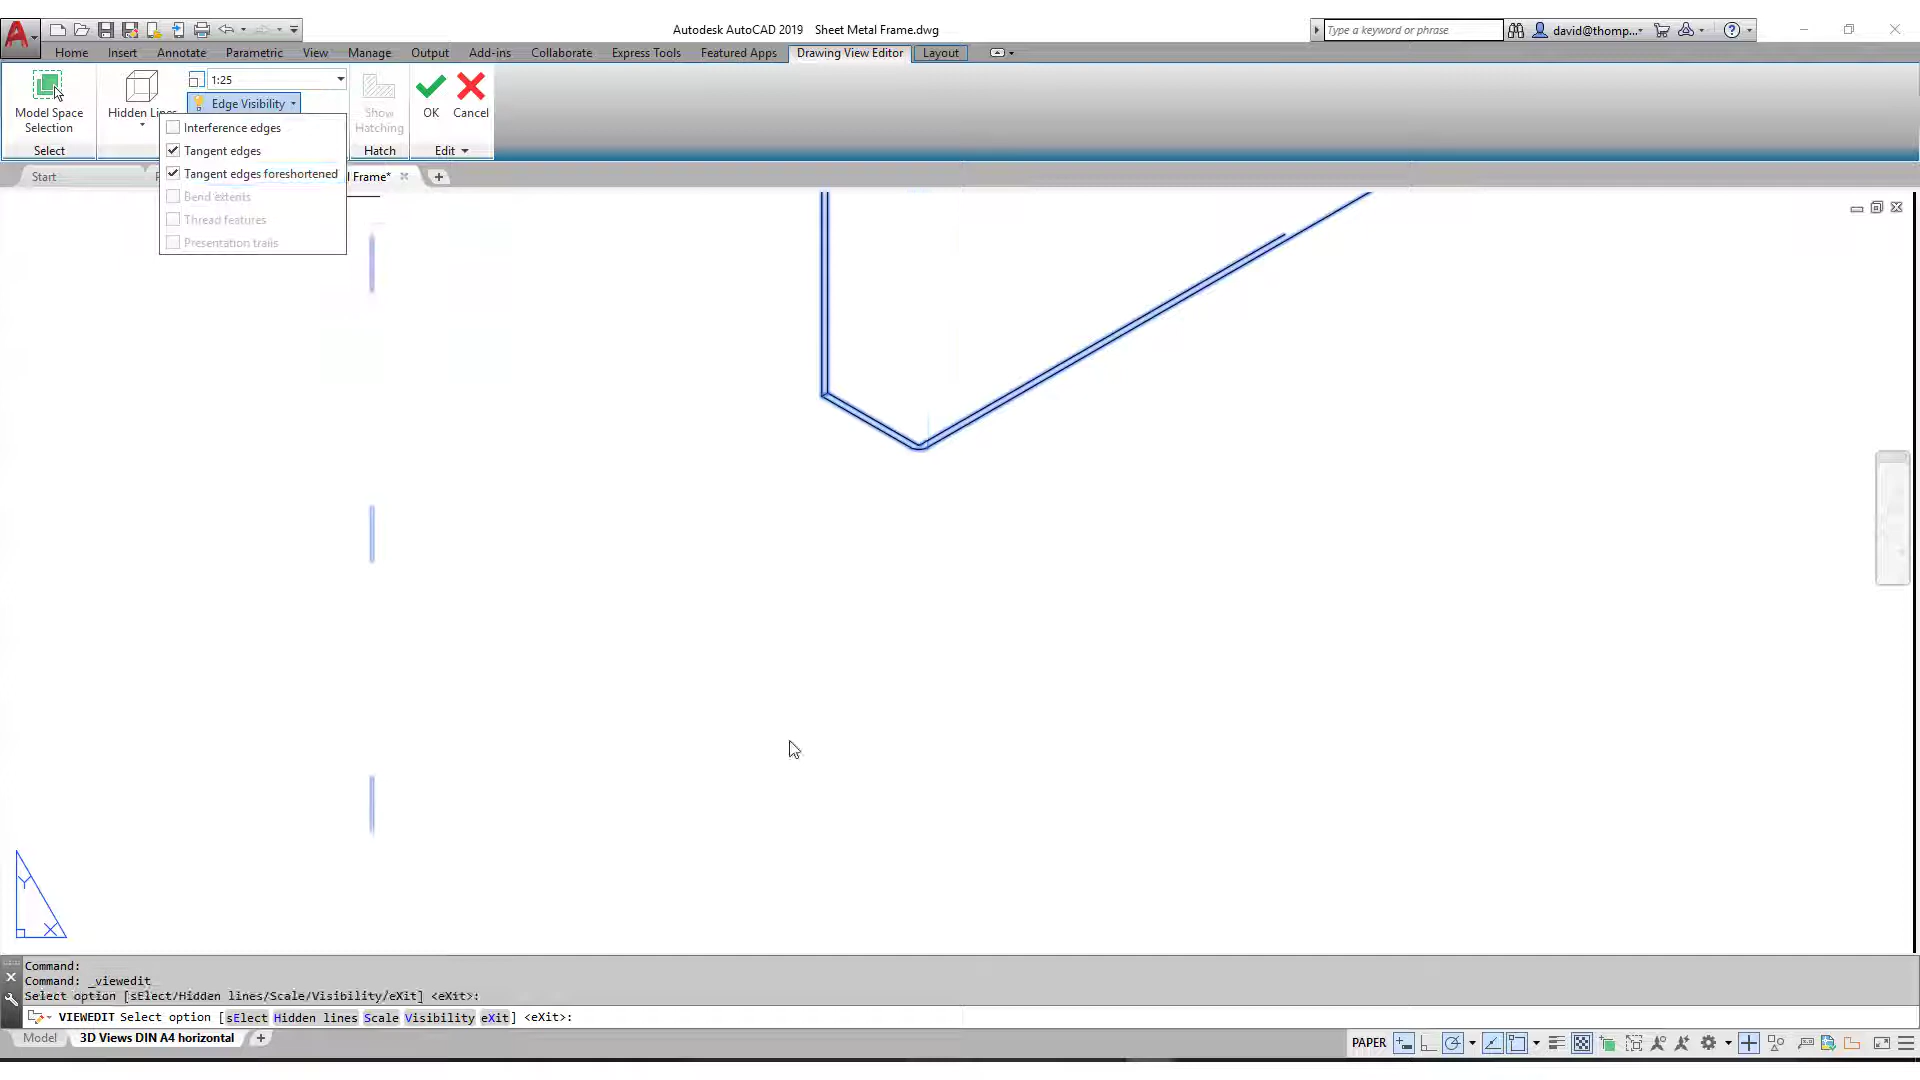 Autodesk AutoCAD 2019 Sheet Metal Frame.dwg
Type a keyword or phrase
david@thomp...
Home Insert Annotate Parametric View Manage Output Add-ins Collaborate Express Tools Featured Apps Drawing View Editor Layout
1:25
Edge Visibility
Model Space
Selection
Hidden Lines
Show
Hatching
OK
Cancel
Select
Hatch
Edit
Interference edges
Tangent edges
Tangent edges foreshortened
Bend extents
Thread features
Presentation trails
Start
l Frame*
Y
X
Command:
Command: _viewedit
Select option [sElect/Hidden lines/Scale/Visibility/eXit] <eXit>:
VIEWEDIT Select option [sElect Hidden lines Scale Visibility eXit] <eXit>:
Model
3D Views DIN A4 horizontal
PAPER